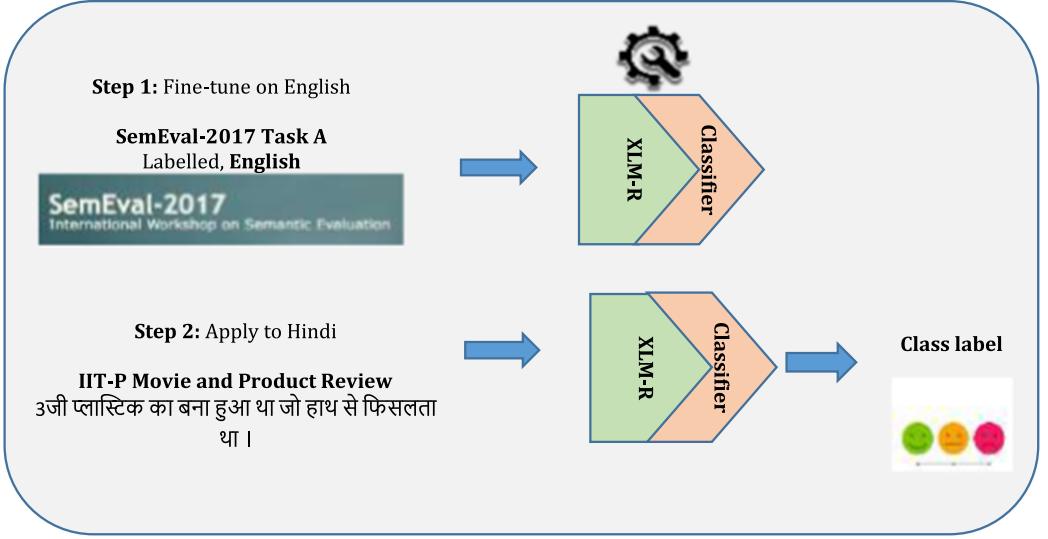 Step 1: Fine-tune on English
SemEval-2017 Task A
Labelled, English
SemEval-2017
International Workshop on Semantic Evaluation
XLM-R
Classifier
Step 2: Apply to Hindi
IIT-P Movie and Product Review
3जी प्लास्टिक का बना हुआ था जो हाथ से फिसलता
था ।
XLM-R
Classifier
Class label